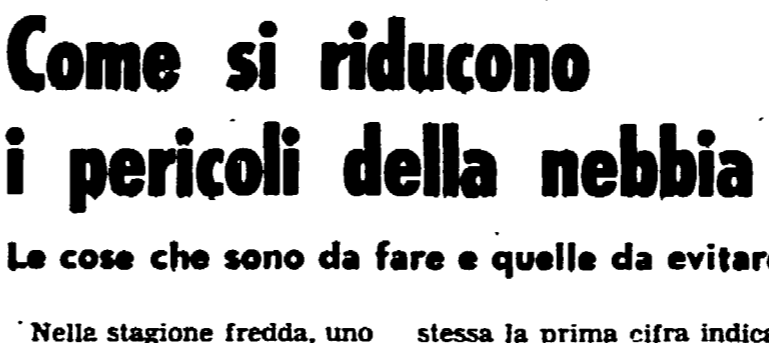 Come si riducono
i pericoli della nebbia
Le cose che sono da fare e quelle da evitare
Nella stagione fredda, uno
stessa la prima cifra indica